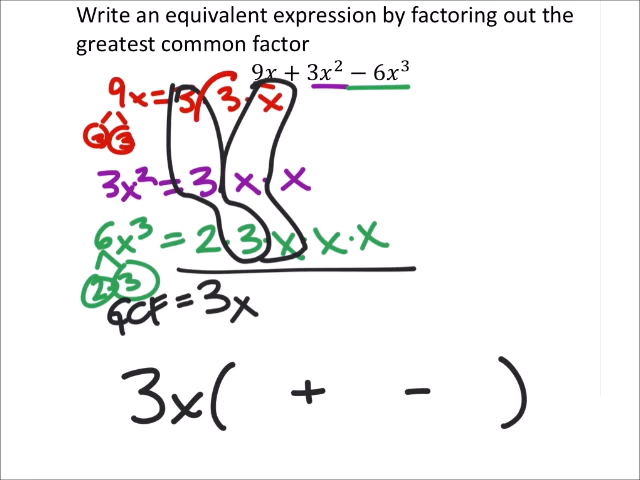 Write an equivalent expression by factoring out the
greatest common factor
9x + 3x² − 6x³
9x = 3 · 3 · x
3 3
3x² = 3 · x · x
6x³ = 2 · 3 · x · x · x
2 3
GCF = 3x
3x(   +   −   )